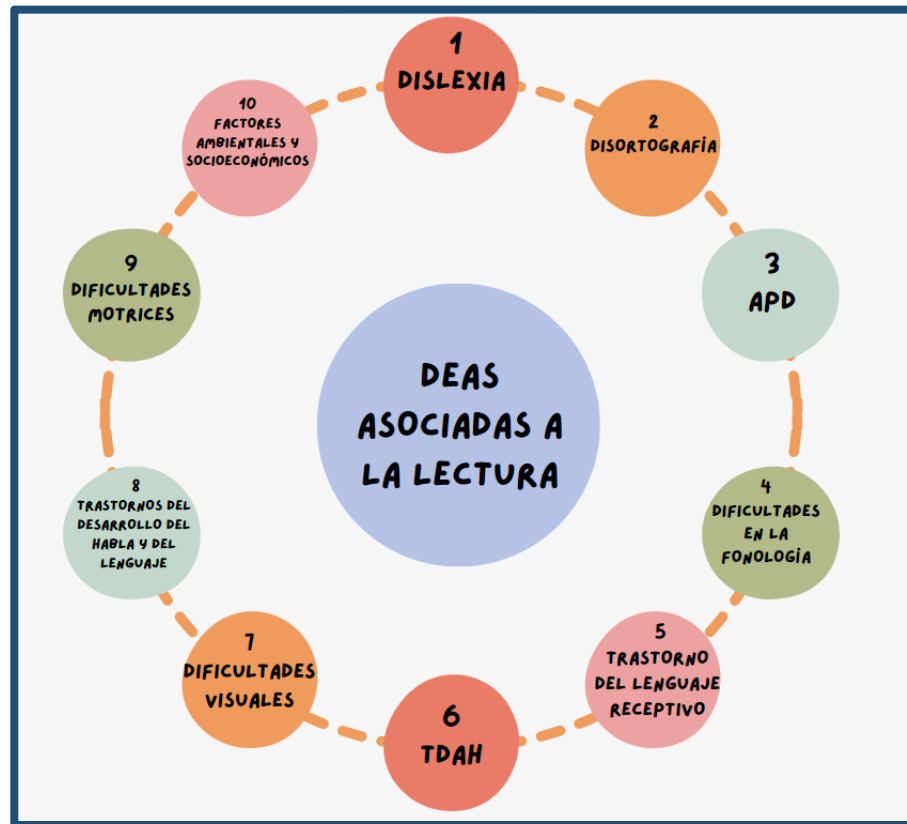 1
DISLEXIA
2
DISORTOGRAFÍA
3
APD
4
DIFICULTADES
EN LA
FONOLOGÍA
5
TRASTORNO
DEL LENGUAJE
RECEPTIVO
6
TDAH
7
DIFICULTADES
VISUALES
8
TRASTORNOS DEL
DESARROLLO DEL
HABLA Y DEL
LENGUAJE
9
DIFICULTADES
MOTRICES
10
FACTORES
AMBIENTALES Y
SOCIOECONÓMICOS
DEAS
ASOCIADAS A
LA LECTURA